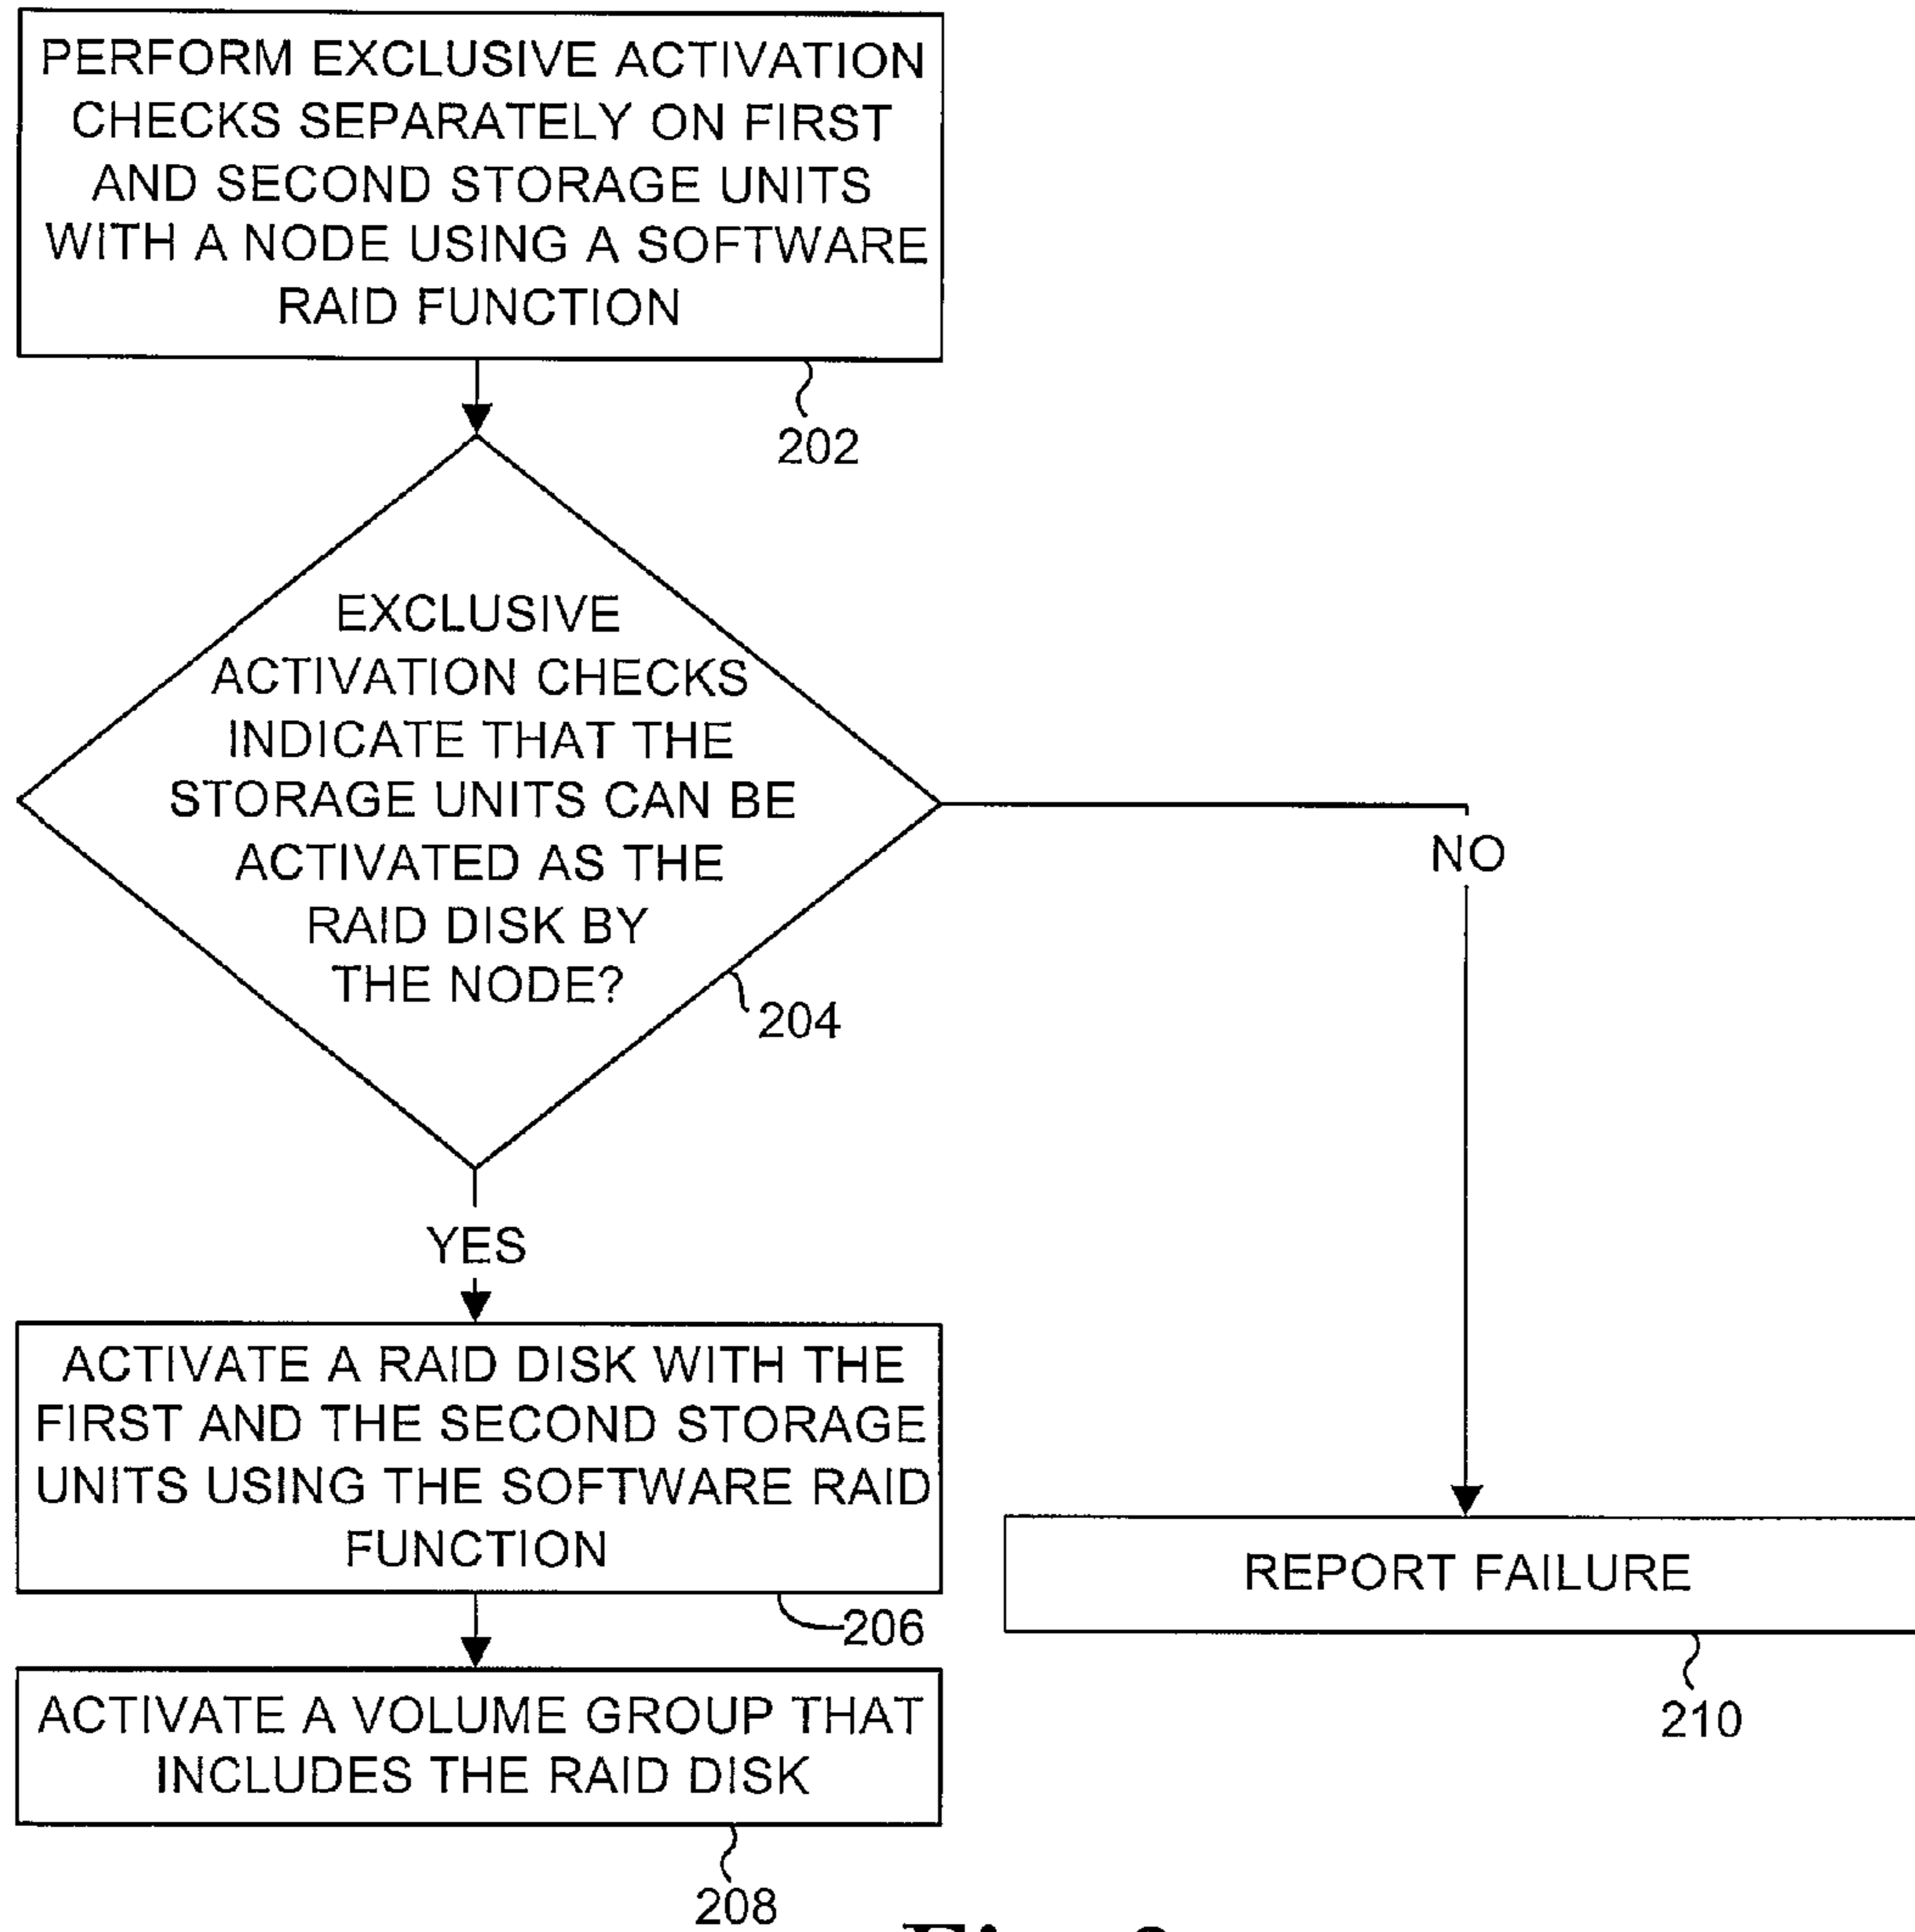 PERFORM EXCLUSIVE ACTIVATION
CHECKS SEPARATELY ON FIRST
AND SECOND STORAGE UNITS
WITH A NODE USING A SOFTWARE
RAID FUNCTION
202
EXCLUSIVE
ACTIVATION CHECKS
INDICATE THAT THE
STORAGE UNITS CAN BE
ACTIVATED AS THE
RAID DISK BY
THE NODE?
204
NO
YES
ACTIVATE A RAID DISK WITH THE
FIRST AND THE SECOND STORAGE
UNITS USING THE SOFTWARE RAID
FUNCTION
206
REPORT FAILURE
210
ACTIVATE A VOLUME GROUP THAT
INCLUDES THE RAID DISK
208